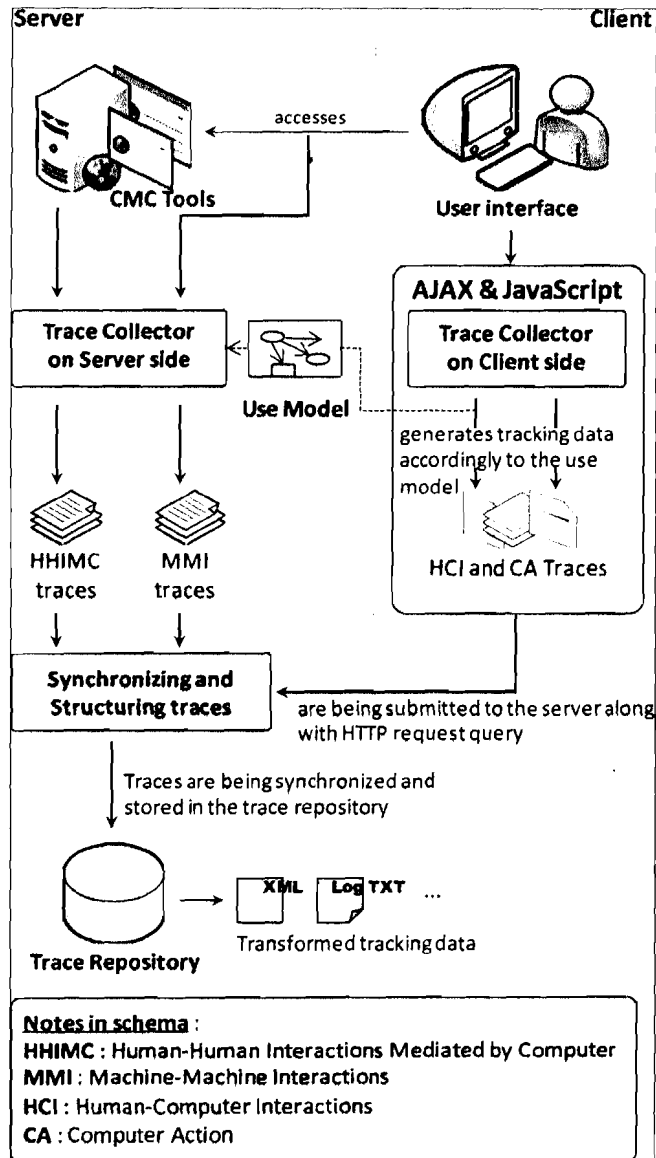 Server
Client
accesses
CMC Tools
User interface
AJAX & JavaScript
Trace Collector
on Server side
Trace Collector
on Client side
Use Model
generates tracking data
accordingly to the use
model
HHIMC
traces
MMI
traces
HCI and CA Traces
Synchronizing and
Structuring traces
are being submitted to the server along
with HTTP request query
Traces are being synchronized and
stored in the trace repository
XML
Log TXT
...
Transformed tracking data
Trace Repository
Notes in schema :
HHIMC : Human-Human Interactions Mediated by Computer
MMI : Machine-Machine Interactions
HCI : Human-Computer Interactions
CA : Computer Action